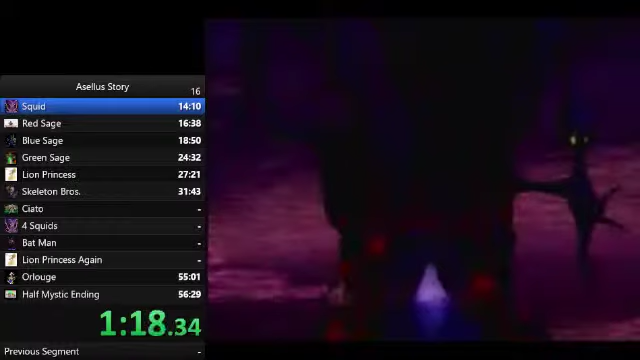 Asellus Story
16
Squid 14:10
Red Sage 16:38
Blue Sage 18:50
Green Sage 24:32
Lion Princess 27:21
Skeleton Bros. 31:43
Ciato -
4 Squids -
Bat Man -
Lion Princess Again -
Orlouge 55:01
Half Mystic Ending 56:29
1:18.34
Previous Segment -